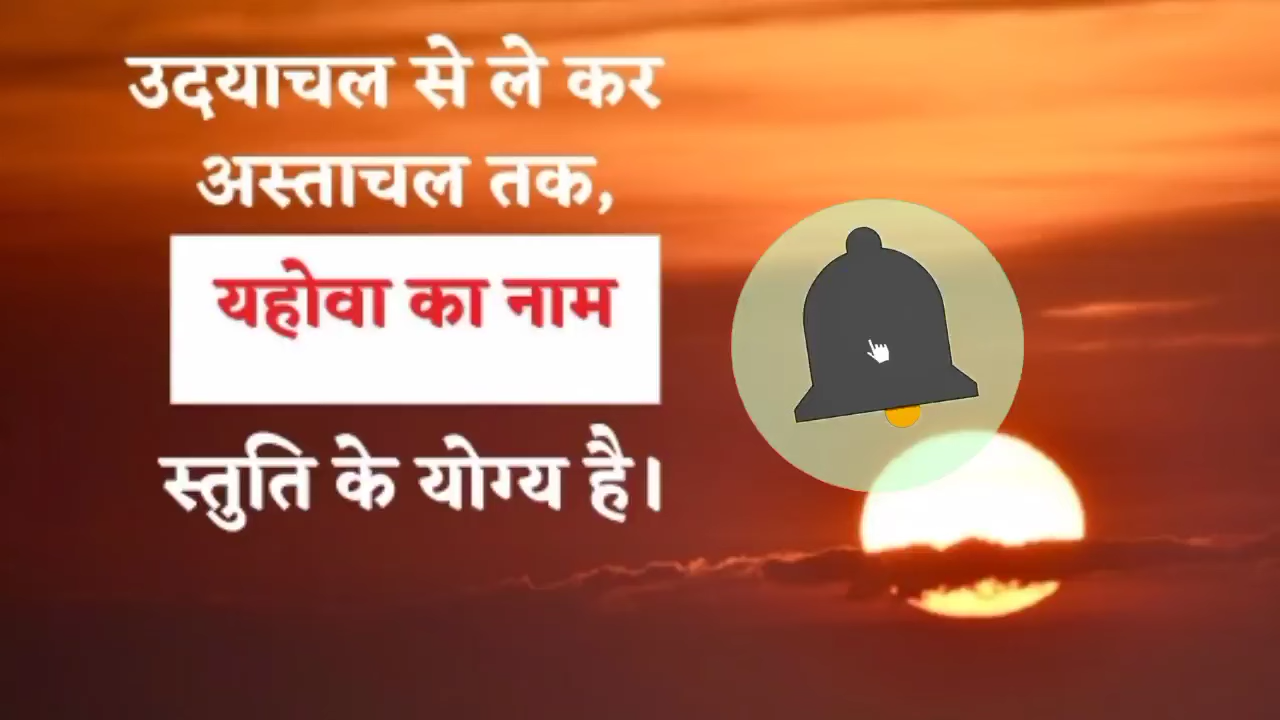 उदयाचल से ले कर
अस्ताचल तक,
यहोवा का नाम
स्तुति के योग्य है।